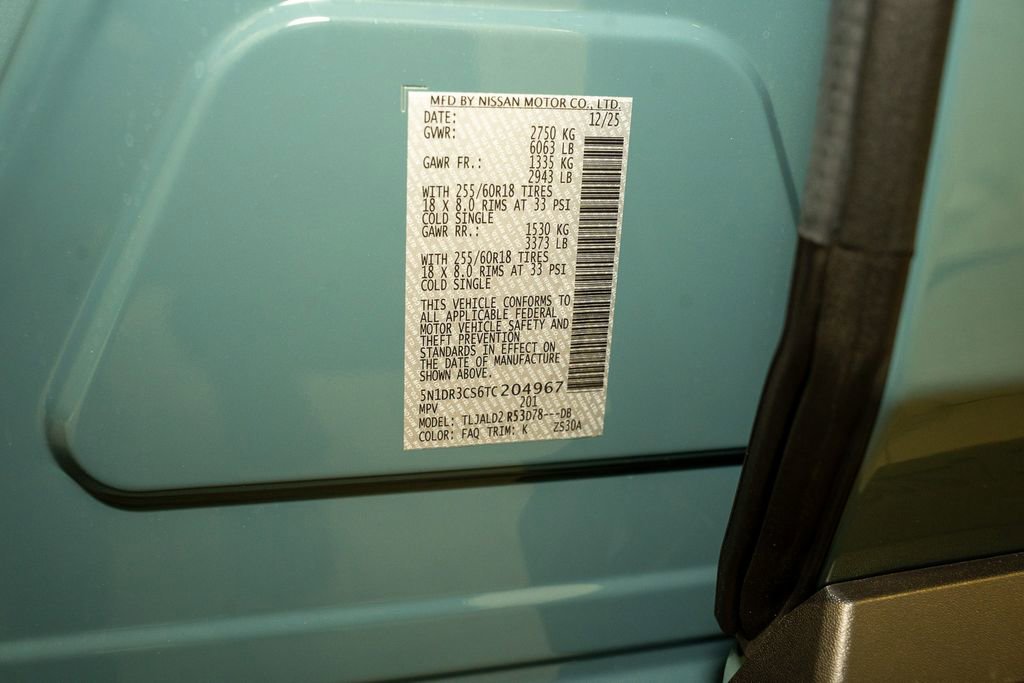 MFD BY NISSAN MOTOR CO., LTD.
DATE: 12/25
GVWR: 2750 KG
6063 LB
GAWR FR.: 1335 KG
2943 LB
WITH 255/60R18 TIRES
18 X 8.0 RIMS AT 33 PSI
COLD SINGLE
GAWR RR.: 1530 KG
3373 LB
WITH 255/60R18 TIRES
18 X 8.0 RIMS AT 33 PSI
COLD SINGLE
THIS VEHICLE CONFORMS TO
ALL APPLICABLE FEDERAL
MOTOR VEHICLE SAFETY AND
THEFT PREVENTION
STANDARDS IN EFFECT ON
THE DATE OF MANUFACTURE
SHOWN ABOVE.
5N1DR3CS6TC204967
MPV 201
MODEL: TLJALD2 R53D78---DB
COLOR: FAQ TRIM: K ZS30A